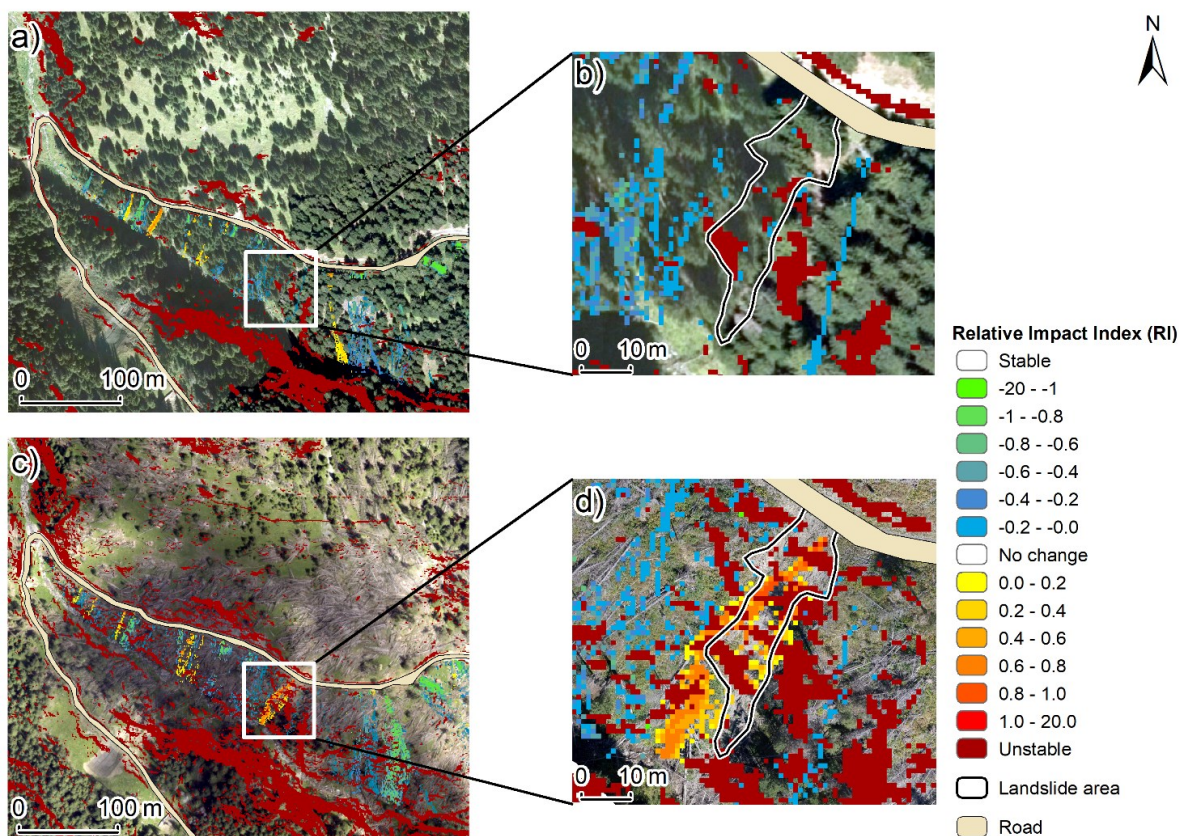 a)
0
100 m
b)
0
10 m
N
c)
0
100 m
d)
0
10 m
Relative Impact Index (RI)
Stable
-20 - -1
-1 - -0.8
-0.8 - -0.6
-0.6 - -0.4
-0.4 - -0.2
-0.2 - -0.0
No change
0.0 - 0.2
0.2 - 0.4
0.4 - 0.6
0.6 - 0.8
0.8 - 1.0
1.0 - 20.0
Unstable
Landslide area
Road